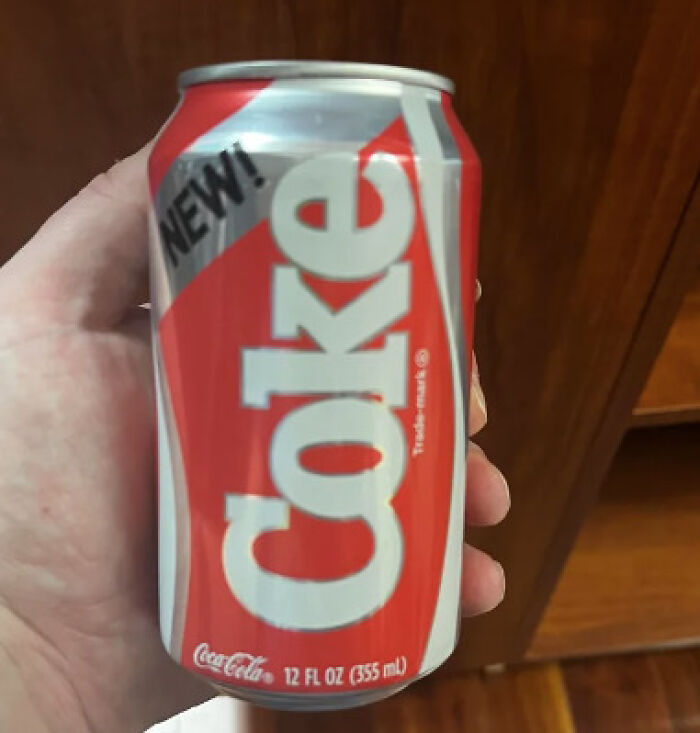 NEW!
Coke
Trade-mark ®
Coca-Cola® 12 FL OZ (355 mL)